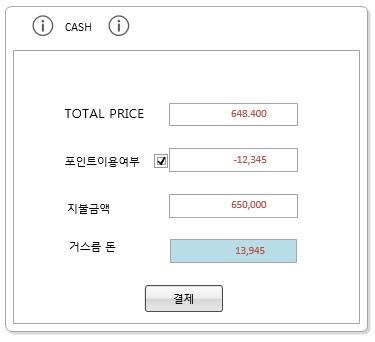 CASH
TOTAL PRICE 648.400
포인트이용여부 -12,345
지불금액 650,000
거스름 돈 13,945
결제